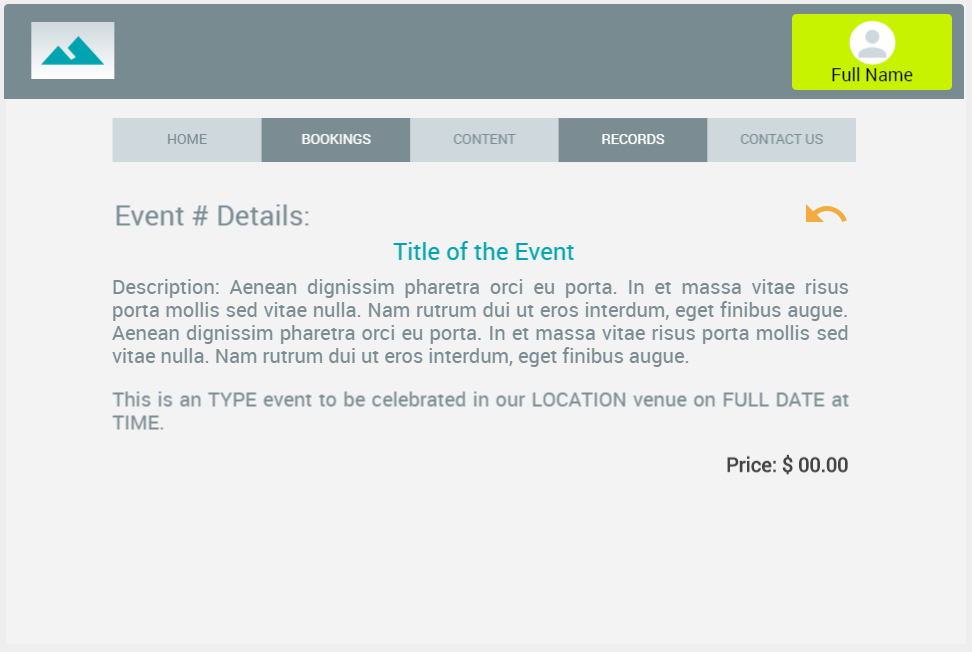 Full Name
HOME BOOKINGS CONTENT RECORDS CONTACT US
Event # Details:
Title of the Event
Description: Aenean dignissim pharetra orci eu porta. In et massa vitae risus
porta mollis sed vitae nulla. Nam rutrum dui ut eros interdum, eget finibus augue.
Aenean dignissim pharetra orci eu porta. In et massa vitae risus porta mollis sed
vitae nulla. Nam rutrum dui ut eros interdum, eget finibus augue.
This is an TYPE event to be celebrated in our LOCATION venue on FULL DATE at
TIME.
Price: $ 00.00